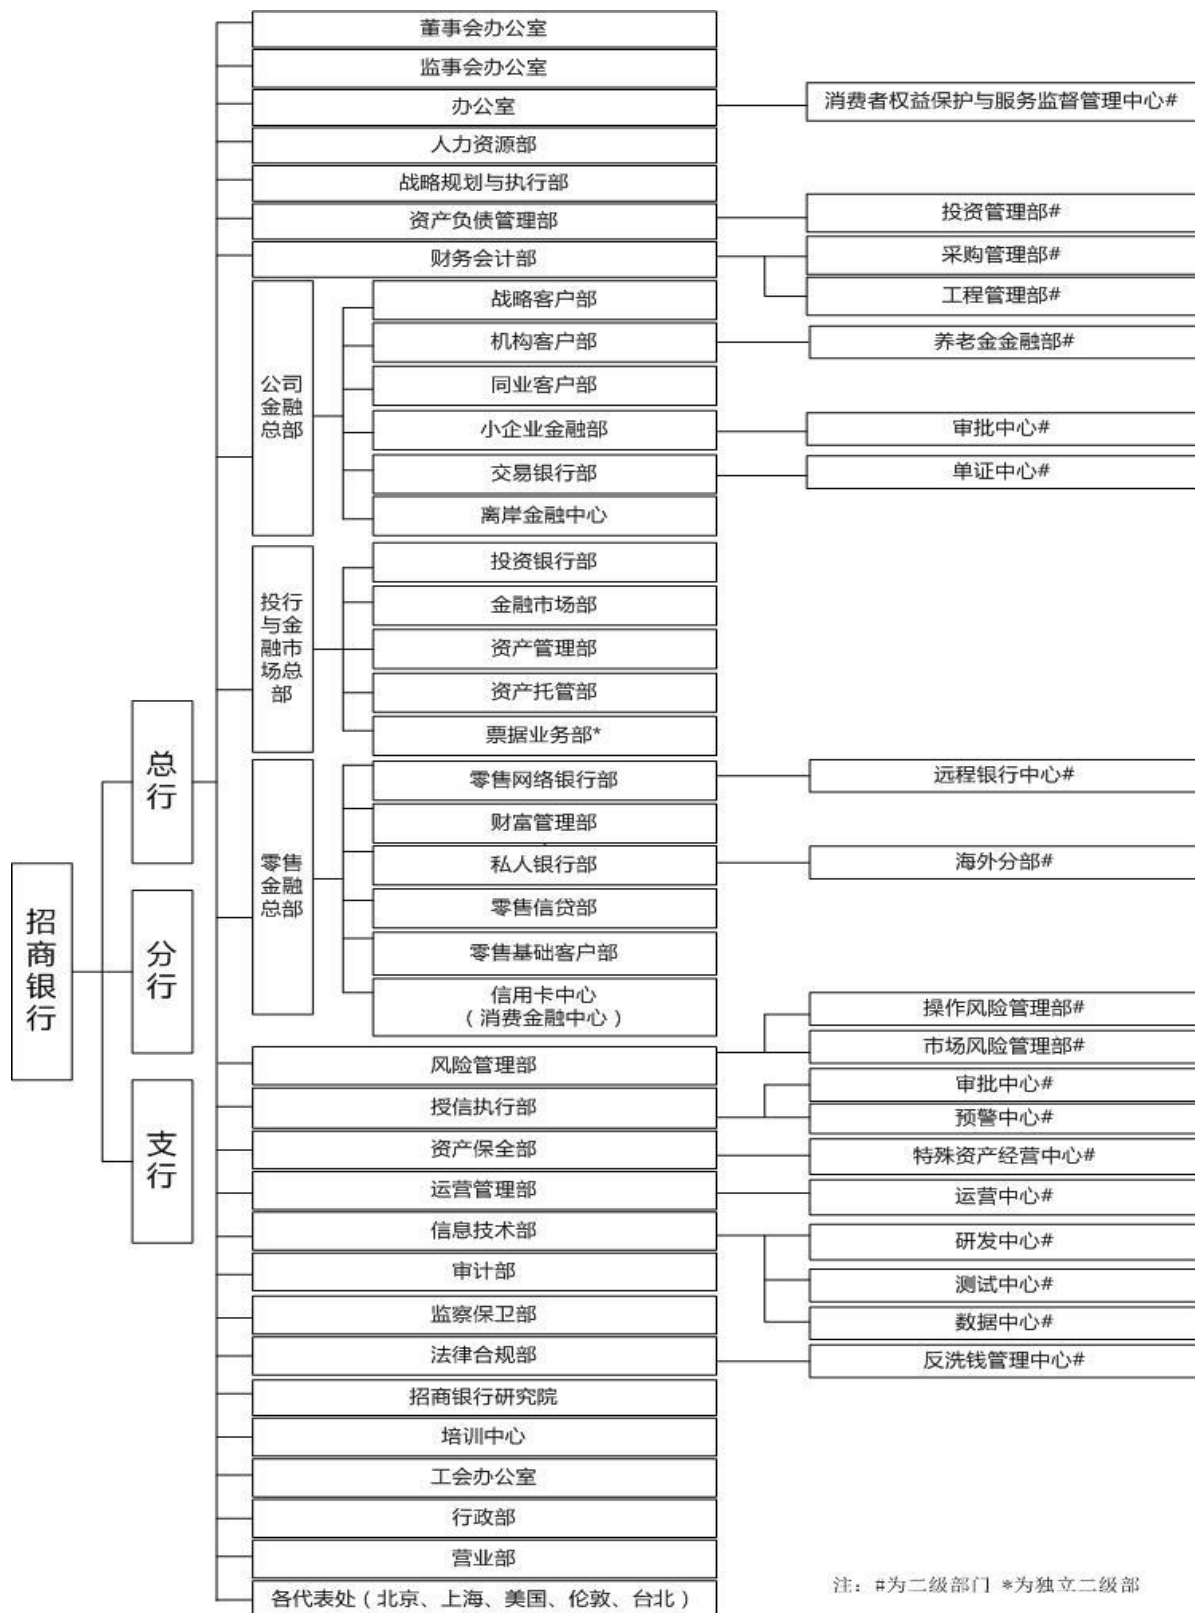 董事会办公室
监事会办公室
办公室
消费者权益保护与服务监督管理中心#
人力资源部
战略规划与执行部
资产负债管理部
投资管理部#
财务会计部
采购管理部#
工程管理部#
公司
金融
总部
战略客户部
机构客户部
养老金金融部#
同业客户部
小企业金融部
审批中心#
交易银行部
单证中心#
离岸金融中心
投行
与金
融市
场总
部
投资银行部
金融市场部
资产管理部
资产托管部
票据业务部*
零售
金融
总部
零售网络银行部
远程银行中心#
财富管理部
私人银行部
海外分部#
零售信贷部
零售基础客户部
信用卡中心
（消费金融中心）
招商银行
总行
分行
支行
风险管理部
操作风险管理部#
市场风险管理部#
授信执行部
审批中心#
预警中心#
资产保全部
特殊资产经营中心#
运营管理部
运营中心#
信息技术部
研发中心#
测试中心#
数据中心#
审计部
监察保卫部
法律合规部
反洗钱管理中心#
招商银行研究院
培训中心
工会办公室
行政部
营业部
各代表处（北京、上海、美国、伦敦、台北）
注：#为二级部门 *为独立二级部